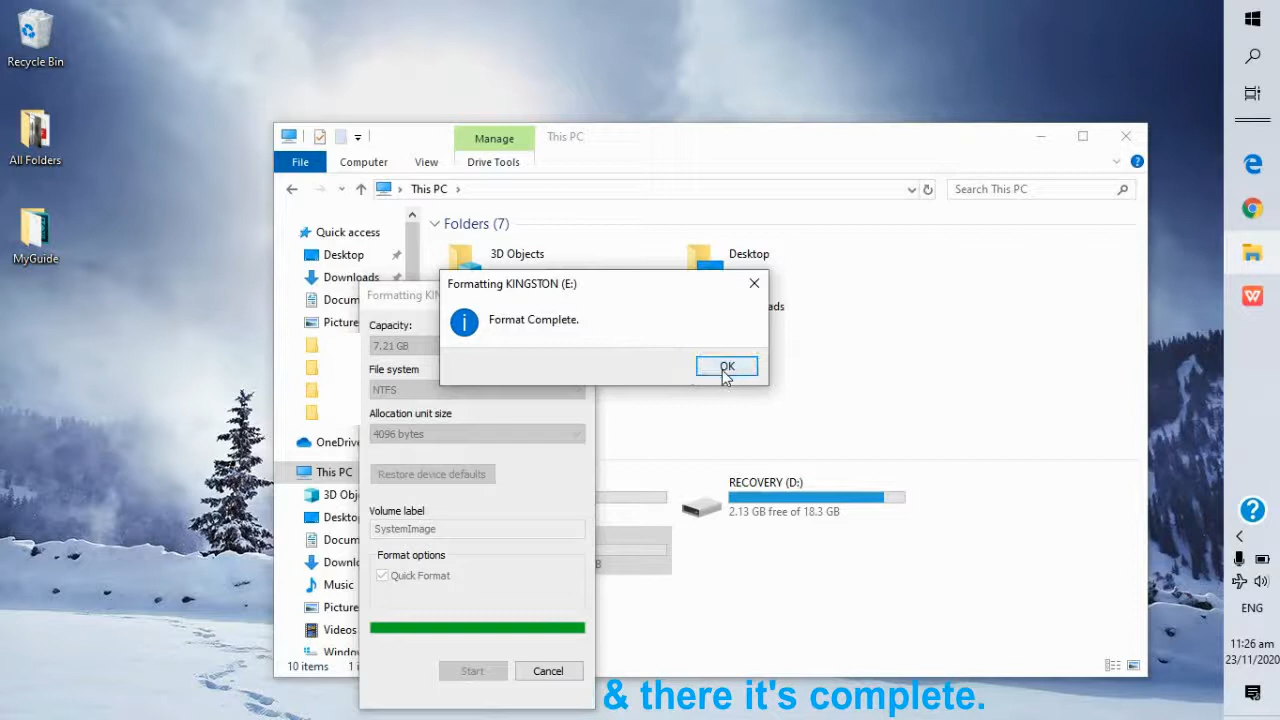 Recycle Bin
All Folders
MyGuide
Manage
This PC
File
Computer
View
Drive Tools
This PC
Search This PC
Quick access
Desktop
Downloads
Docum
Picture
OneDrive
This PC
3D Obj
Desktop
Docum
Downlo
Music
Picture
Videos
Window
10 items
Folders (7)
3D Objects
Desktop
ads
RECOVERY (D:)
2.13 GB free of 18.3 GB
B
Formatting KIN
Capacity:
7.21 GB
File system
NTFS
Allocation unit size
4096 bytes
Restore device defaults
Volume label
SystemImage
Format options
Quick Format
Start
Cancel
Formatting KINGSTON (E:)
Format Complete.
OK
& there it's complete.
ENG
11:26 am
23/11/2020